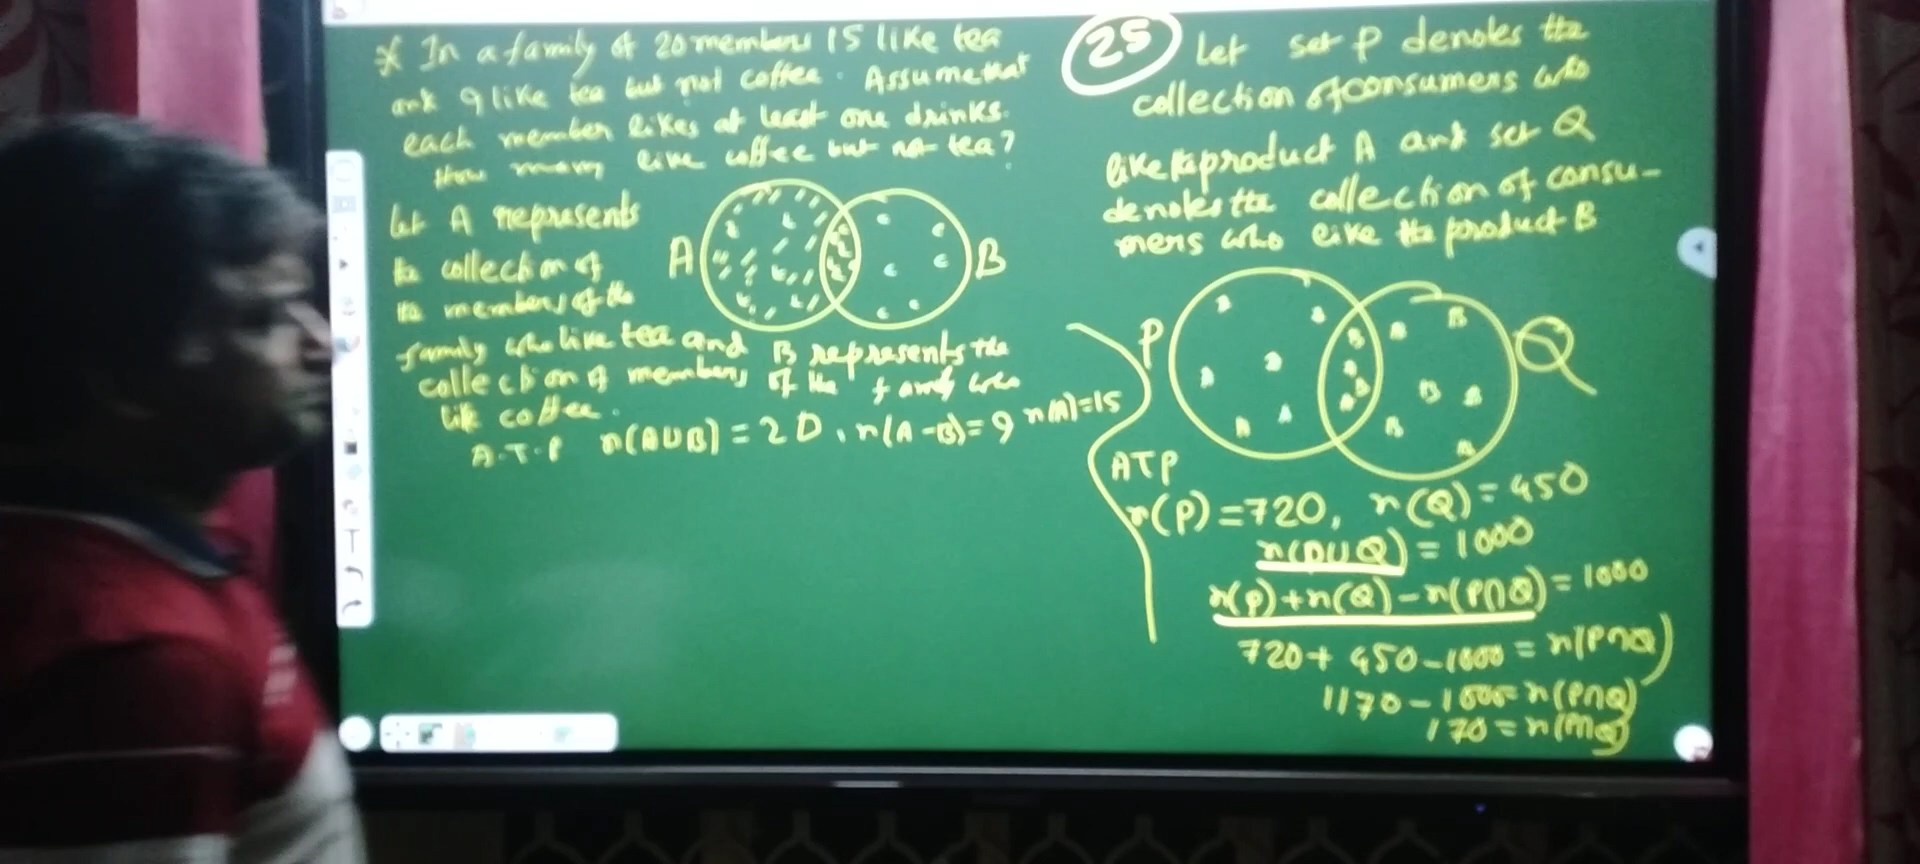 * In a family of 20 members 15 like tea
and 9 like tea but not coffee. Assume that
each member likes at least one drinks.
How many like coffee but not tea?
Let A represents
the collection of
the members of the
family who like tea and B represents the
collection of members of the family who
like coffee.
A.T.P n(A∪B) = 20, n(A-B) = 9 n(A)=15
A
B
25 Let set P denotes the
collection of consumers who
like the product A and set Q
denotes the collection of consu-
mers who like the product B
P
Q
ATP
n(P) = 720, n(Q) = 450
n(P∪Q) = 1000
n(P)+n(Q)-n(P∩Q) = 1000
720+450-1000 = n(P∩Q)
1170-1000 = n(P∩Q)
170 = n(P∩Q)